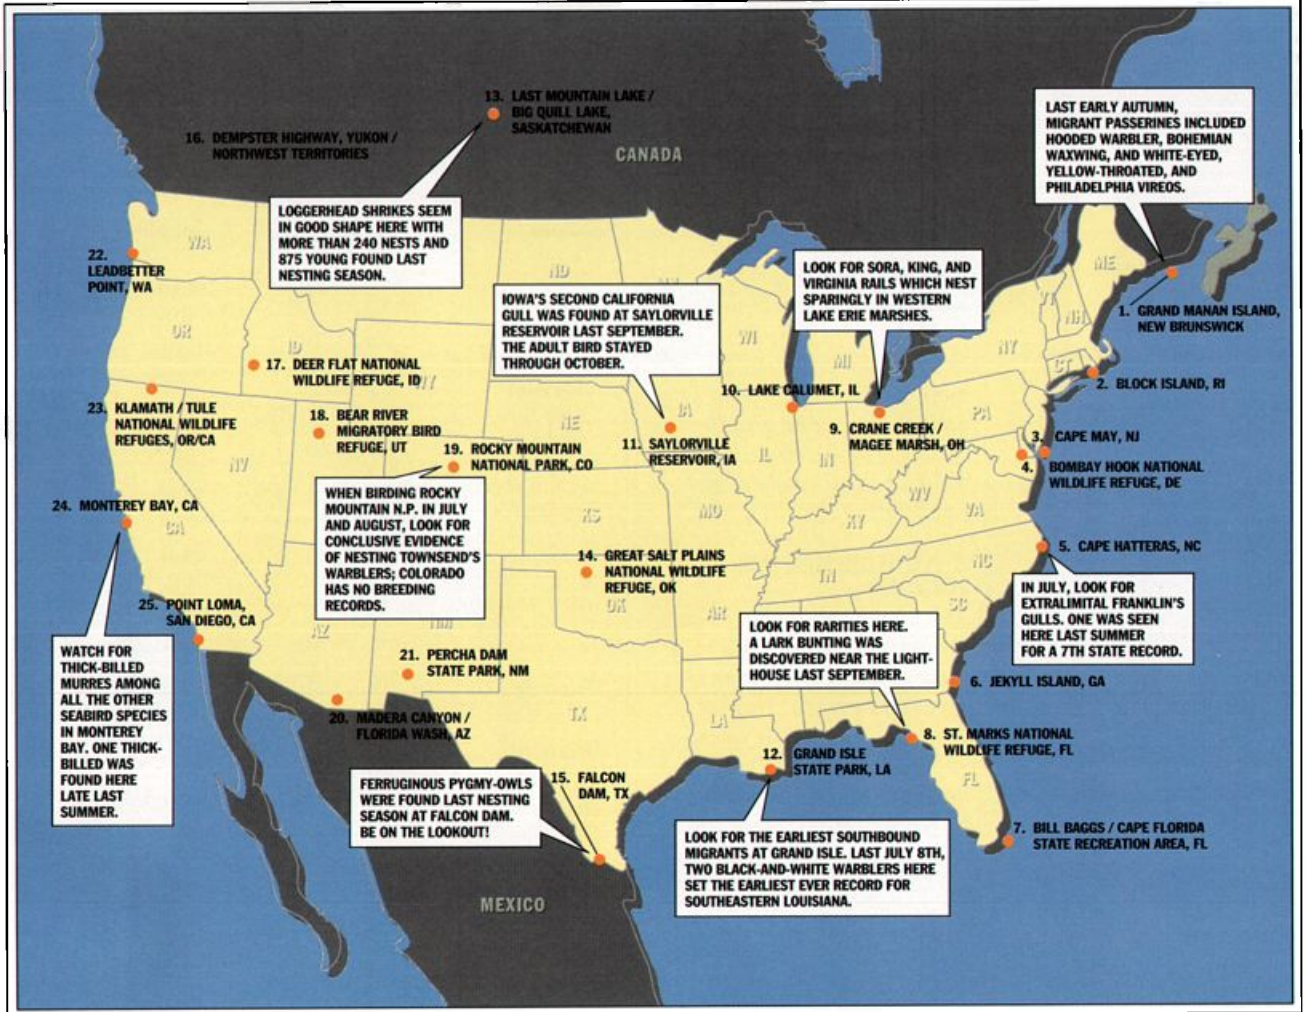 13. LAST MOUNTAIN LAKE /
BIG QUILL LAKE,
SASKATCHEWAN
16. DEMPSTER HIGHWAY, YUKON /
NORTHWEST TERRITORIES
CANADA
LAST EARLY AUTUMN,
MIGRANT PASSERINES INCLUDED
HOODED WARBLER, BOHEMIAN
WAXWING, AND WHITE-EYED,
YELLOW-THROATED, AND
PHILADELPHIA VIREOS.
LOGGERHEAD SHRIKES SEEM
IN GOOD SHAPE HERE WITH
MORE THAN 240 NESTS AND
875 YOUNG FOUND LAST
NESTING SEASON.
WA
22.
LEADBETTER
POINT, WA
ND
ME
LOOK FOR SORA, KING, AND
VIRGINIA RAILS WHICH NEST
SPARINGLY IN WESTERN
LAKE ERIE MARSHES.
IOWA'S SECOND CALIFORNIA
GULL WAS FOUND AT SAYLORVILLE
RESERVOIR LAST SEPTEMBER.
THE ADULT BIRD STAYED
THROUGH OCTOBER.
1. GRAND MANAN ISLAND,
NEW BRUNSWICK
VT
NH
OR
ID
WI
MI
NY
CT
17. DEER FLAT NATIONAL
WILDLIFE REFUGE, ID
WY
2. BLOCK ISLAND, RI
10. LAKE CALUMET, IL
23. KLAMATH / TULE
NATIONAL WILDLIFE
REFUGES, OR/CA
18. BEAR RIVER
MIGRATORY BIRD
REFUGE, UT
NE
IA
PA
9. CRANE CREEK /
MAGEE MARSH, OH
11. SAYLORVILLE
RESERVOIR, IA
3. CAPE MAY, NJ
19. ROCKY MOUNTAIN
NATIONAL PARK, CO
NV
IL
IN
4. BOMBAY HOOK NATIONAL
WILDLIFE REFUGE, DE
WHEN BIRDING ROCKY
MOUNTAIN N.P. IN JULY
AND AUGUST, LOOK FOR
CONCLUSIVE EVIDENCE
OF NESTING TOWNSEND'S
WARBLERS; COLORADO
HAS NO BREEDING
RECORDS.
WV
24. MONTEREY BAY, CA
CA
KS
MO
KY
VA
5. CAPE HATTERAS, NC
14. GREAT SALT PLAINS
NATIONAL WILDLIFE
REFUGE, OK
NC
TN
IN JULY, LOOK FOR
EXTRALIMITAL FRANKLIN'S
GULLS. ONE WAS SEEN
HERE LAST SUMMER
FOR A 7TH STATE RECORD.
25. POINT LOMA,
SAN DIEGO, CA
AZ
NM
OK
AR
SC
LOOK FOR RARITIES HERE.
A LARK BUNTING WAS
DISCOVERED NEAR THE LIGHT-
HOUSE LAST SEPTEMBER.
WATCH FOR
THICK-BILLED
MURRES AMONG
ALL THE OTHER
SEABIRD SPECIES
IN MONTEREY
BAY. ONE THICK-
BILLED WAS
FOUND HERE
LATE LAST
SUMMER.
21. PERCHA DAM
STATE PARK, NM
6. JEKYLL ISLAND, GA
20. MADERA CANYON /
FLORIDA WASH, AZ
TX
LA
8. ST. MARKS NATIONAL
WILDLIFE REFUGE, FL
12. GRAND ISLE
STATE PARK, LA
FL
FERRUGINOUS PYGMY-OWLS
WERE FOUND LAST NESTING
SEASON AT FALCON DAM.
BE ON THE LOOKOUT!
15. FALCON
DAM, TX
7. BILL BAGGS / CAPE FLORIDA
STATE RECREATION AREA, FL
LOOK FOR THE EARLIEST SOUTHBOUND
MIGRANTS AT GRAND ISLE. LAST JULY 8TH,
TWO BLACK-AND-WHITE WARBLERS HERE
SET THE EARLIEST EVER RECORD FOR
SOUTHEASTERN LOUISIANA.
MEXICO